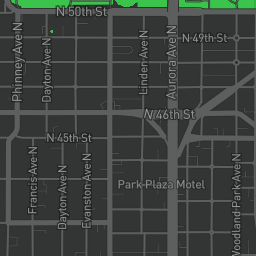 N 50th St
Phinney Ave N
Dayton Ave N
Linden Ave N
Aurora Ave N
N 49th St
N 46th St
N 45th St
Francis Ave N
Dayton Ave N
Evanston Ave N
Park-Plaza Motel
Woodland Park Ave N